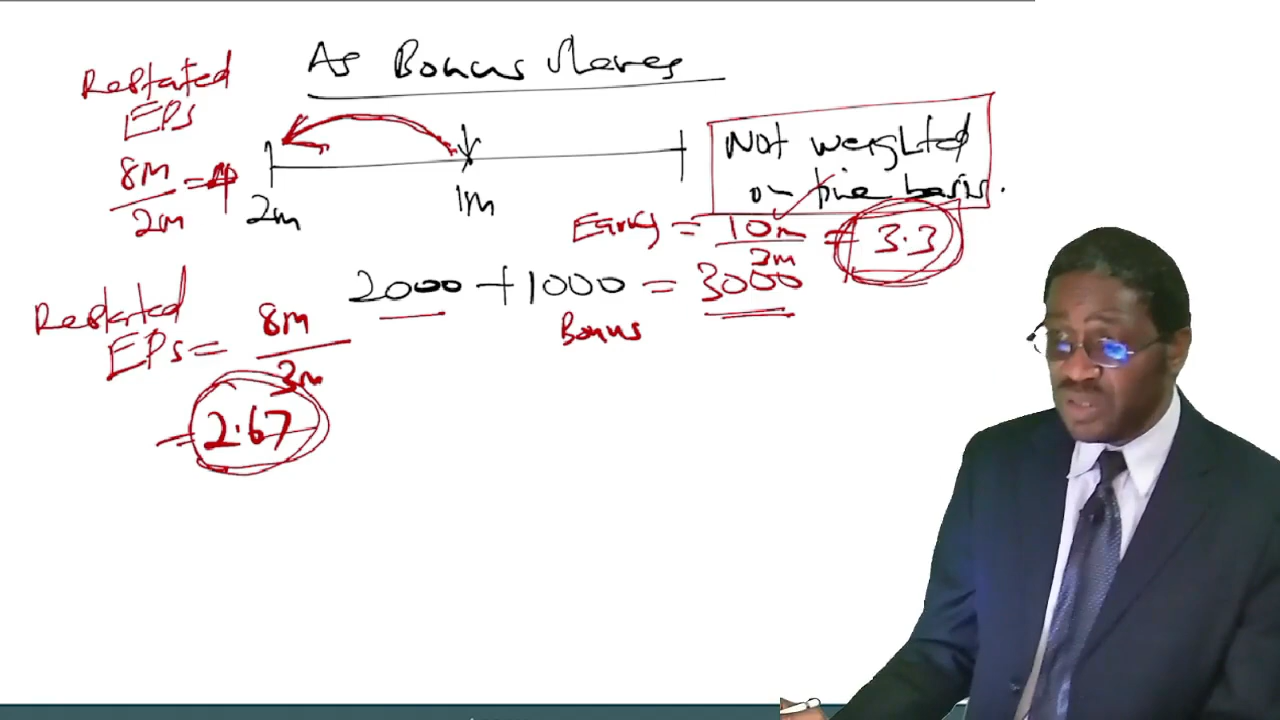 As Bonus shares
Restated
EPS
8m
2m
= 4
2m
1m
Not weighted
on time basis.
Earnings = 10m
3m
= 3.3
2000 + 1000 = 3000
Bonus
Restated
EPS = 8m
3m
= 2.67